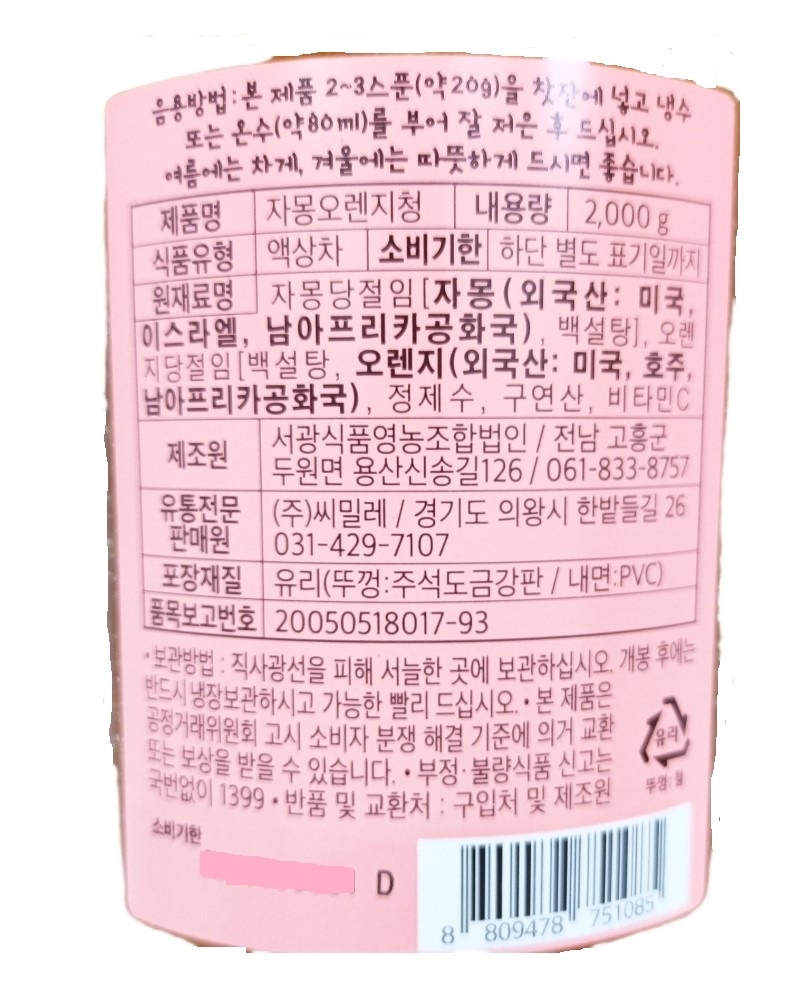 음용방법:본 제품 2~3스푼(약20g)을 찻잔에 넣고 냉수
또는 온수(약80ml)를 부어 잘 저은 후 드십시오.
여름에는 차게, 겨울에는 따뜻하게 드시면 좋습니다.
제품명 자몽오렌지청 내용량 2,000 g
식품유형 액상차 소비기한 하단 별도 표기일까지
원재료명 자몽당절임[자몽(외국산: 미국,
이스라엘, 남아프리카공화국), 백설탕], 오렌
지당절임[백설탕, 오렌지(외국산: 미국, 호주,
남아프리카공화국), 정제수, 구연산, 비타민C
제조원 서광식품영농조합법인 / 전남 고흥군
두원면 용산신송길126 / 061-833-8757
유통전문 판매원 (주)씨밀레 / 경기도 의왕시 한밭들길 26
031-429-7107
포장재질 유리(뚜껑:주석도금강판 / 내면:PVC)
품목보고번호 20050518017-93
• 보관방법 : 직사광선을 피해 서늘한 곳에 보관하십시오. 개봉 후에는
반드시 냉장보관하시고 가능한 빨리 드십시오. • 본 제품은
공정거래위원회 고시 소비자 분쟁 해결 기준에 의거 교환
또는 보상을 받을 수 있습니다. • 부정·불량식품 신고는
국번없이 1399 • 반품 및 교환처 : 구입처 및 제조원
유리
뚜껑:철
소비기한
D
8 809478 751085